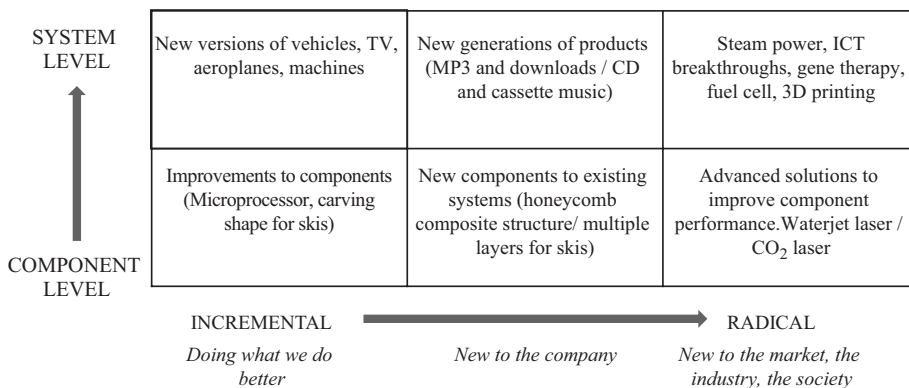 SYSTEM
LEVEL
New versions of vehicles, TV,
aeroplanes, machines
New generations of products
(MP3 and downloads / CD
and cassette music)
Steam power, ICT
breakthroughs, gene therapy,
fuel cell, 3D printing
Improvements to components
(Microprocessor, carving
shape for skis)
New components to existing
systems (honeycomb
composite structure/ multiple
layers for skis)
Advanced solutions to
improve component
performance.Waterjet laser /
CO2 laser
COMPONENT
LEVEL
INCREMENTAL
RADICAL
Doing what we do
better
New to the company
New to the market, the
industry, the society